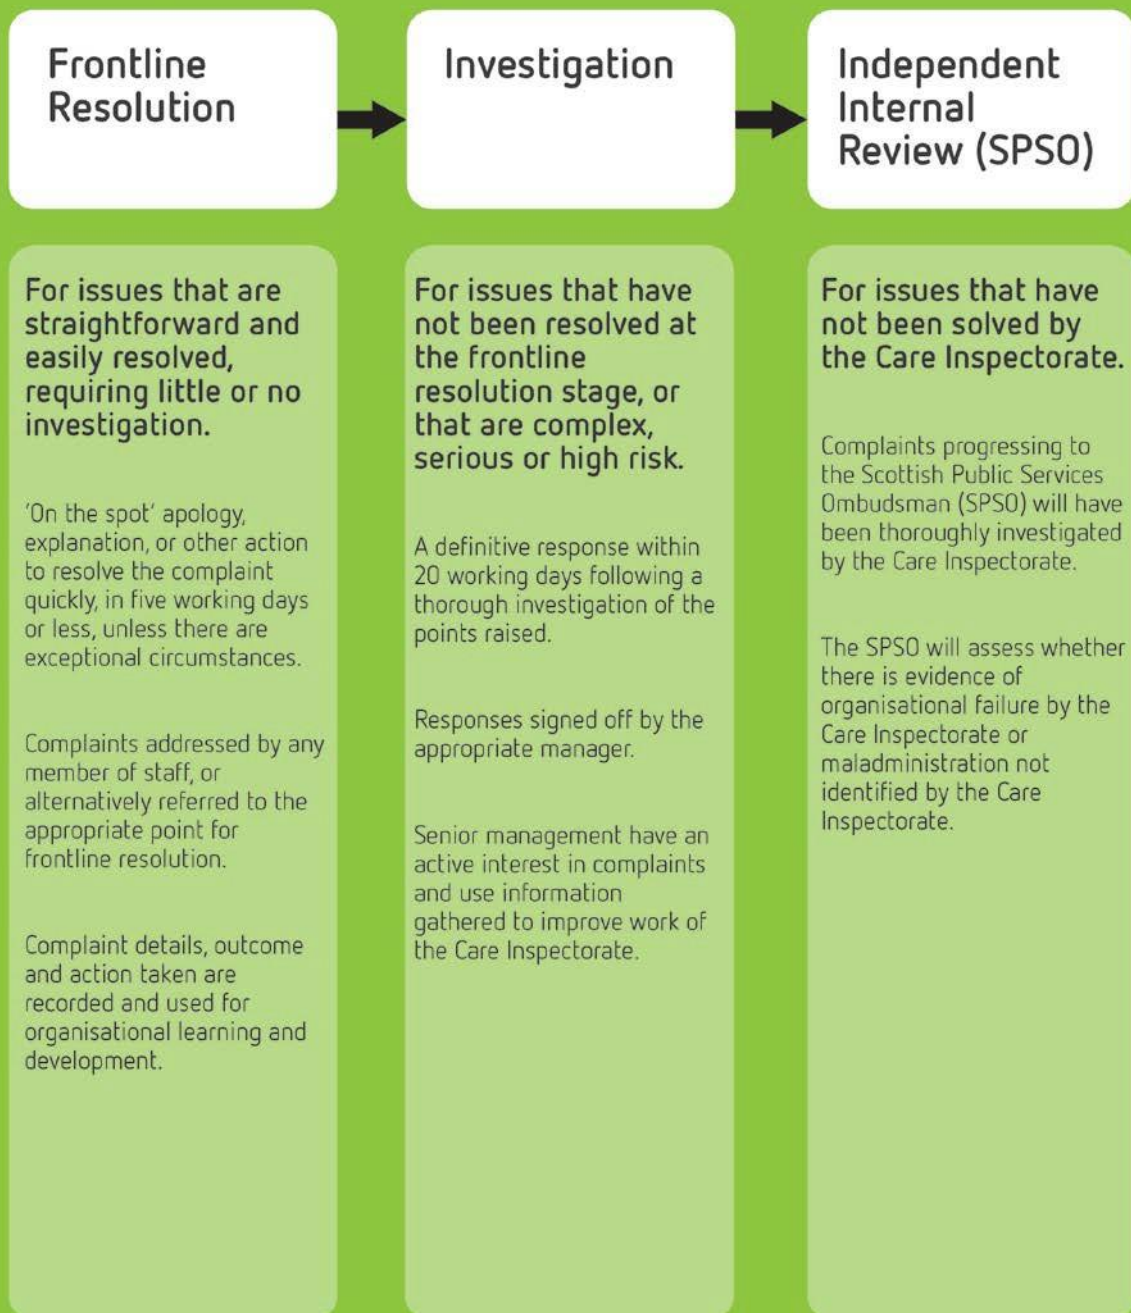 Frontline
Resolution
Investigation
Independent
Internal
Review (SPSO)
For issues that are
straightforward and
easily resolved,
requiring little or no
investigation.
'On the spot' apology,
explanation, or other action
to resolve the complaint
quickly, in five working days
or less, unless there are
exceptional circumstances.
Complaints addressed by any
member of staff, or
alternatively referred to the
appropriate point for
frontline resolution.
Complaint details, outcome
and action taken are
recorded and used for
organisational learning and
development.
For issues that have
not been resolved at
the frontline
resolution stage, or
that are complex,
serious or high risk.
A definitive response within
20 working days following a
thorough investigation of the
points raised.
Responses signed off by the
appropriate manager.
Senior management have an
active interest in complaints
and use information
gathered to improve work of
the Care Inspectorate.
For issues that have
not been solved by
the Care Inspectorate.
Complaints progressing to
the Scottish Public Services
Ombudsman (SPSO) will have
been thoroughly investigated
by the Care Inspectorate.
The SPSO will assess whether
there is evidence of
organisational failure by the
Care Inspectorate or
maladministration not
identified by the Care
Inspectorate.